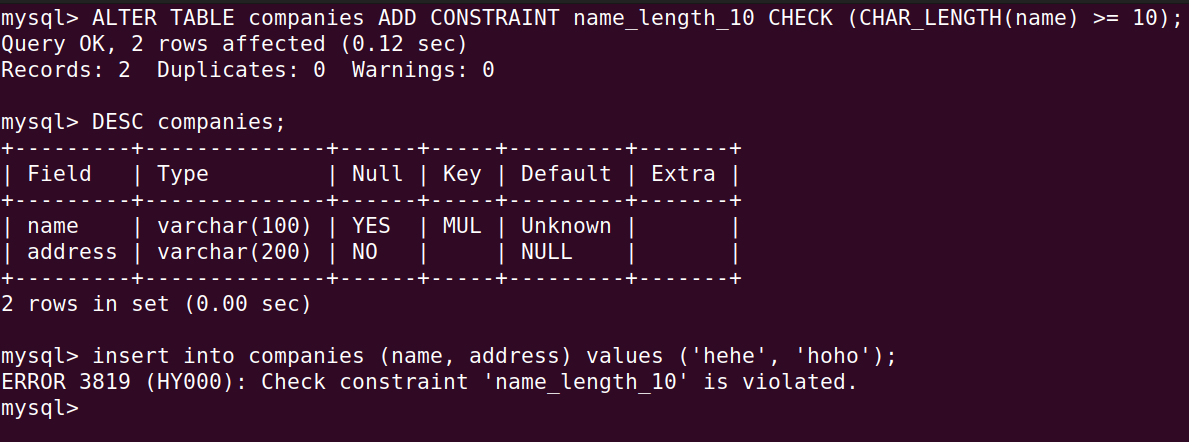 mysql> ALTER TABLE companies ADD CONSTRAINT name_length_10 CHECK (CHAR_LENGTH(name) >= 10);
Query OK, 2 rows affected (0.12 sec)
Records: 2  Duplicates: 0  Warnings: 0

mysql> DESC companies;
+---------+--------------+------+-----+---------+-------+
| Field   | Type         | Null | Key | Default | Extra |
+---------+--------------+------+-----+---------+-------+
| name    | varchar(100) | YES  | MUL | Unknown |       |
| address | varchar(200) | NO   |     | NULL    |       |
+---------+--------------+------+-----+---------+-------+
2 rows in set (0.00 sec)

mysql> insert into companies (name, address) values ('hehe', 'hoho');
ERROR 3819 (HY000): Check constraint 'name_length_10' is violated.
mysql>